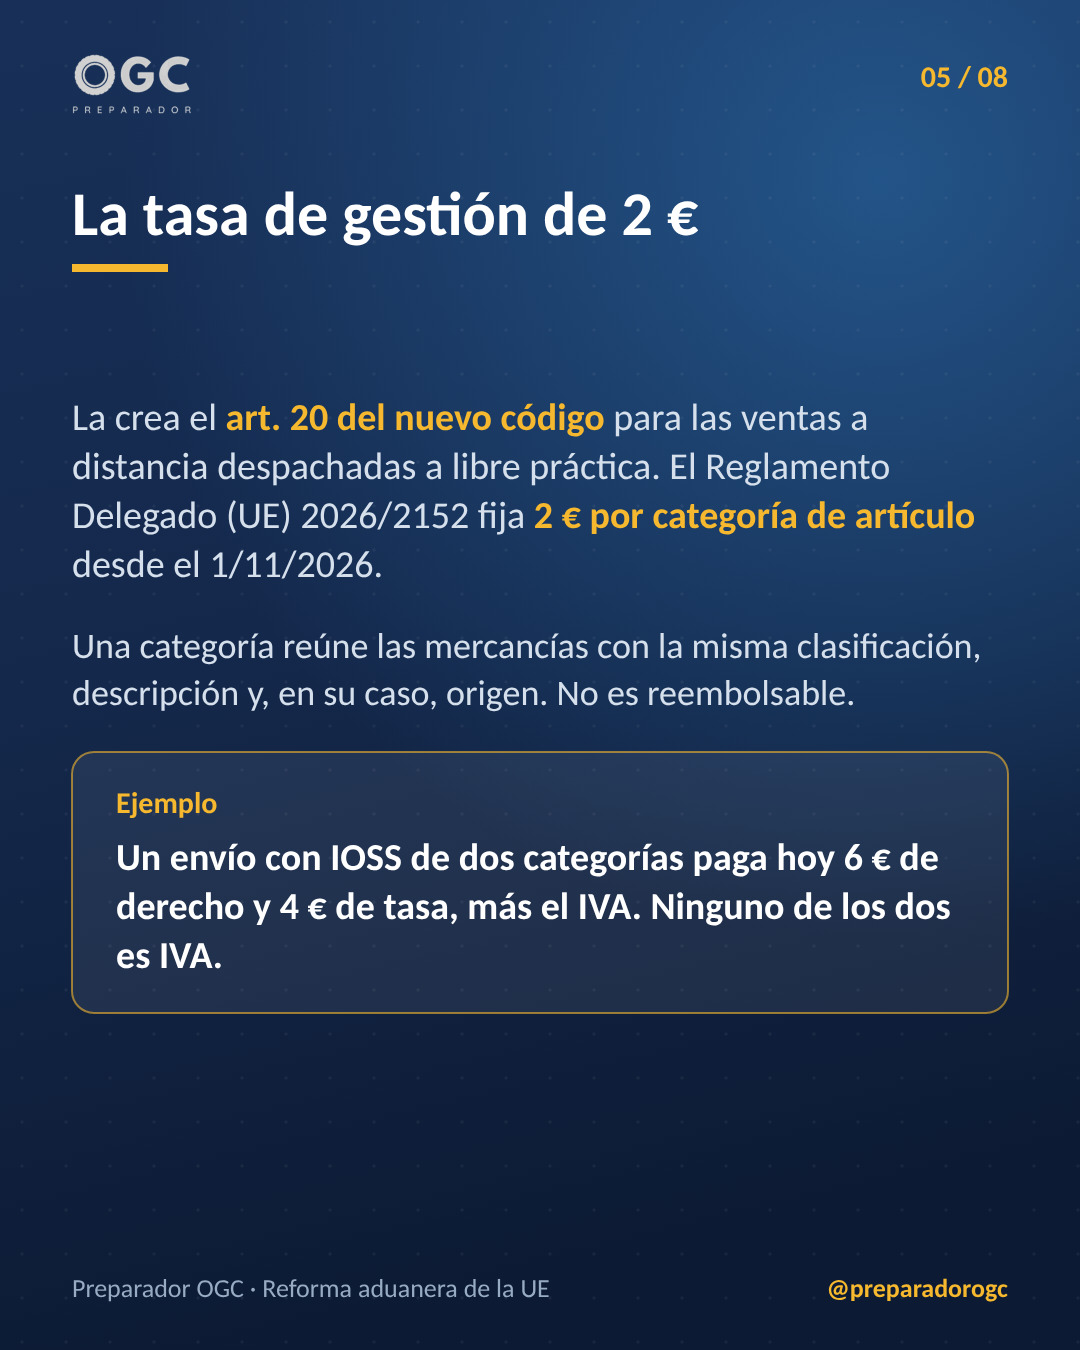 OGC
PREPARADOR
05 / 08
La tasa de gestión de 2 €
La crea el art. 20 del nuevo código para las ventas a
distancia despachadas a libre práctica. El Reglamento
Delegado (UE) 2026/2152 fija 2 € por categoría de artículo
desde el 1/11/2026.
Una categoría reúne las mercancías con la misma clasificación,
descripción y, en su caso, origen. No es reembolsable.
Ejemplo
Un envío con IOSS de dos categorías paga hoy 6 € de
derecho y 4 € de tasa, más el IVA. Ninguno de los dos
es IVA.
Preparador OGC · Reforma aduanera de la UE
@preparadorogc